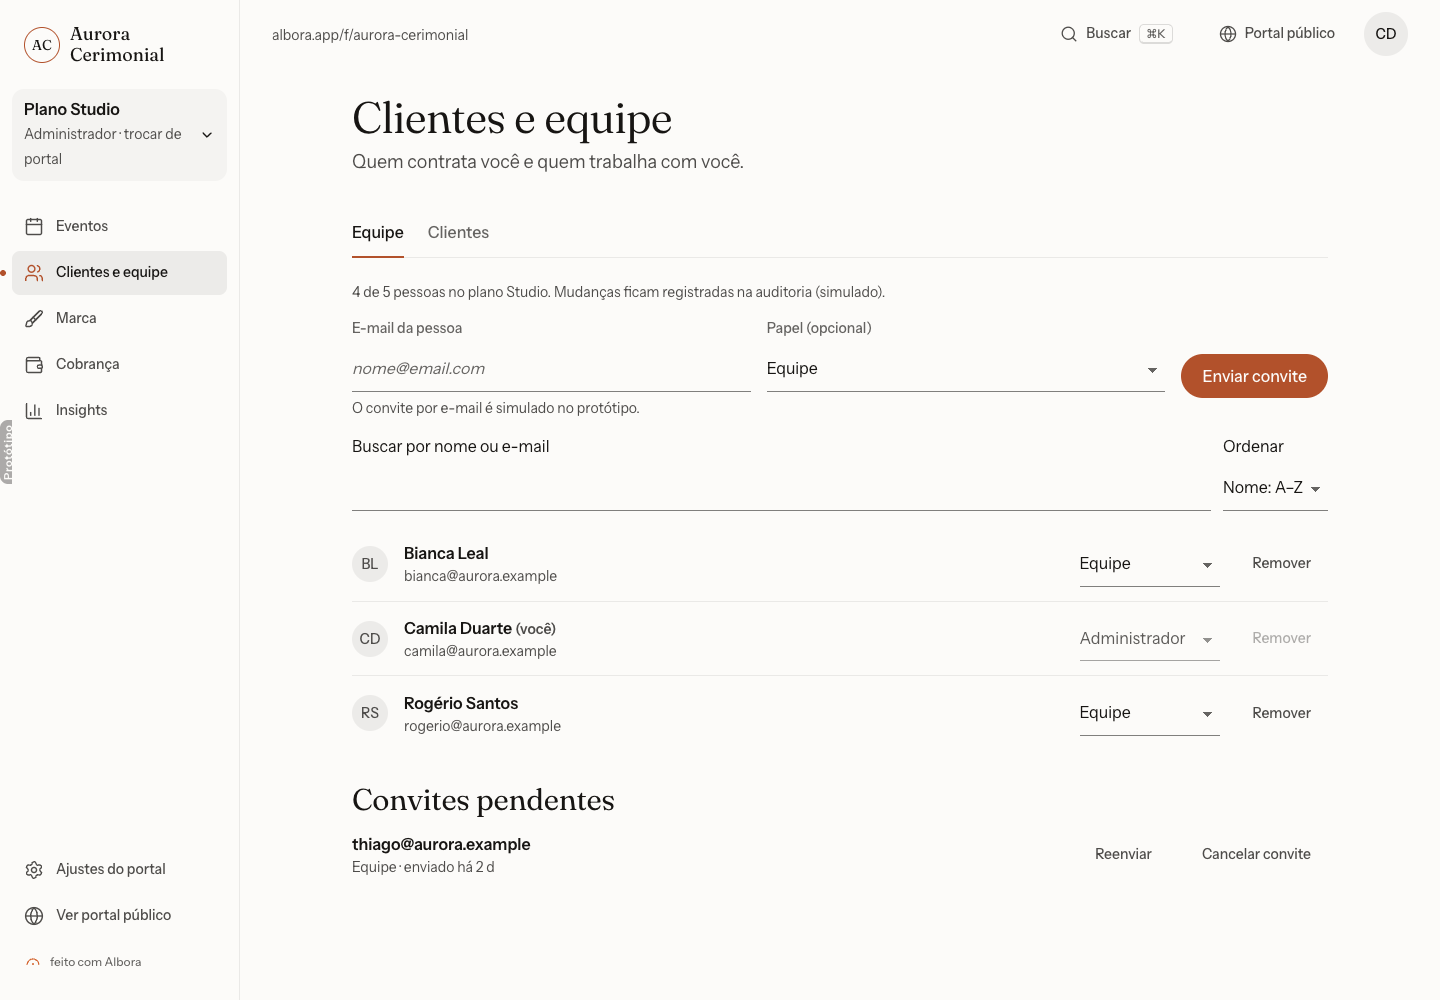 AC
Aurora
Cerimonial
Plano Studio
Administrador · trocar de
portal
Eventos
Clientes e equipe
Marca
Cobrança
Insights
Protótipo
Ajustes do portal
Ver portal público
feito com Albora
albora.app/f/aurora-cerimonial
Buscar ⌘K
Portal público
CD
Clientes e equipe
Quem contrata você e quem trabalha com você.
Equipe Clientes
4 de 5 pessoas no plano Studio. Mudanças ficam registradas na auditoria (simulado).
E-mail da pessoa
Papel (opcional)
nome@email.com
Equipe
Enviar convite
O convite por e-mail é simulado no protótipo.
Buscar por nome ou e-mail
Ordenar
Nome: A–Z
BL
Bianca Leal
bianca@aurora.example
Equipe
Remover
CD
Camila Duarte (você)
camila@aurora.example
Administrador
Remover
RS
Rogério Santos
rogerio@aurora.example
Equipe
Remover
Convites pendentes
thiago@aurora.example
Equipe · enviado há 2 d
Reenviar
Cancelar convite